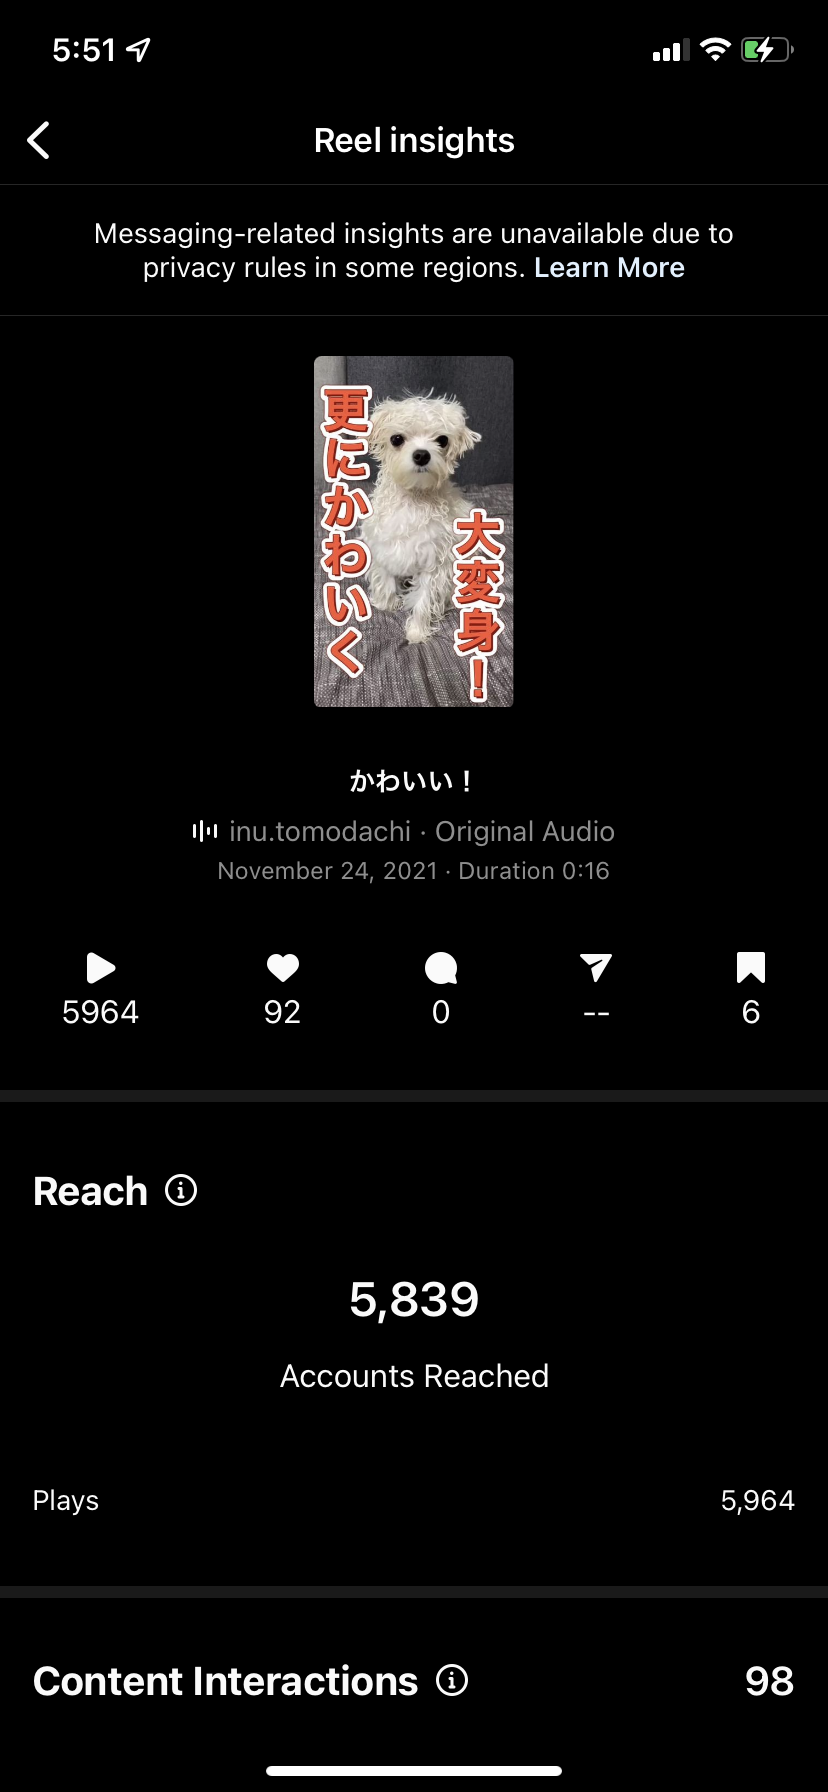 5:51
Reel insights
Messaging-related insights are unavailable due to
privacy rules in some regions. Learn More
更にかわいく
大変身！
かわいい！
inu.tomodachi · Original Audio
November 24, 2021 · Duration 0:16
5964 92 0 -- 6
Reach
5,839
Accounts Reached
Plays 5,964
Content Interactions 98